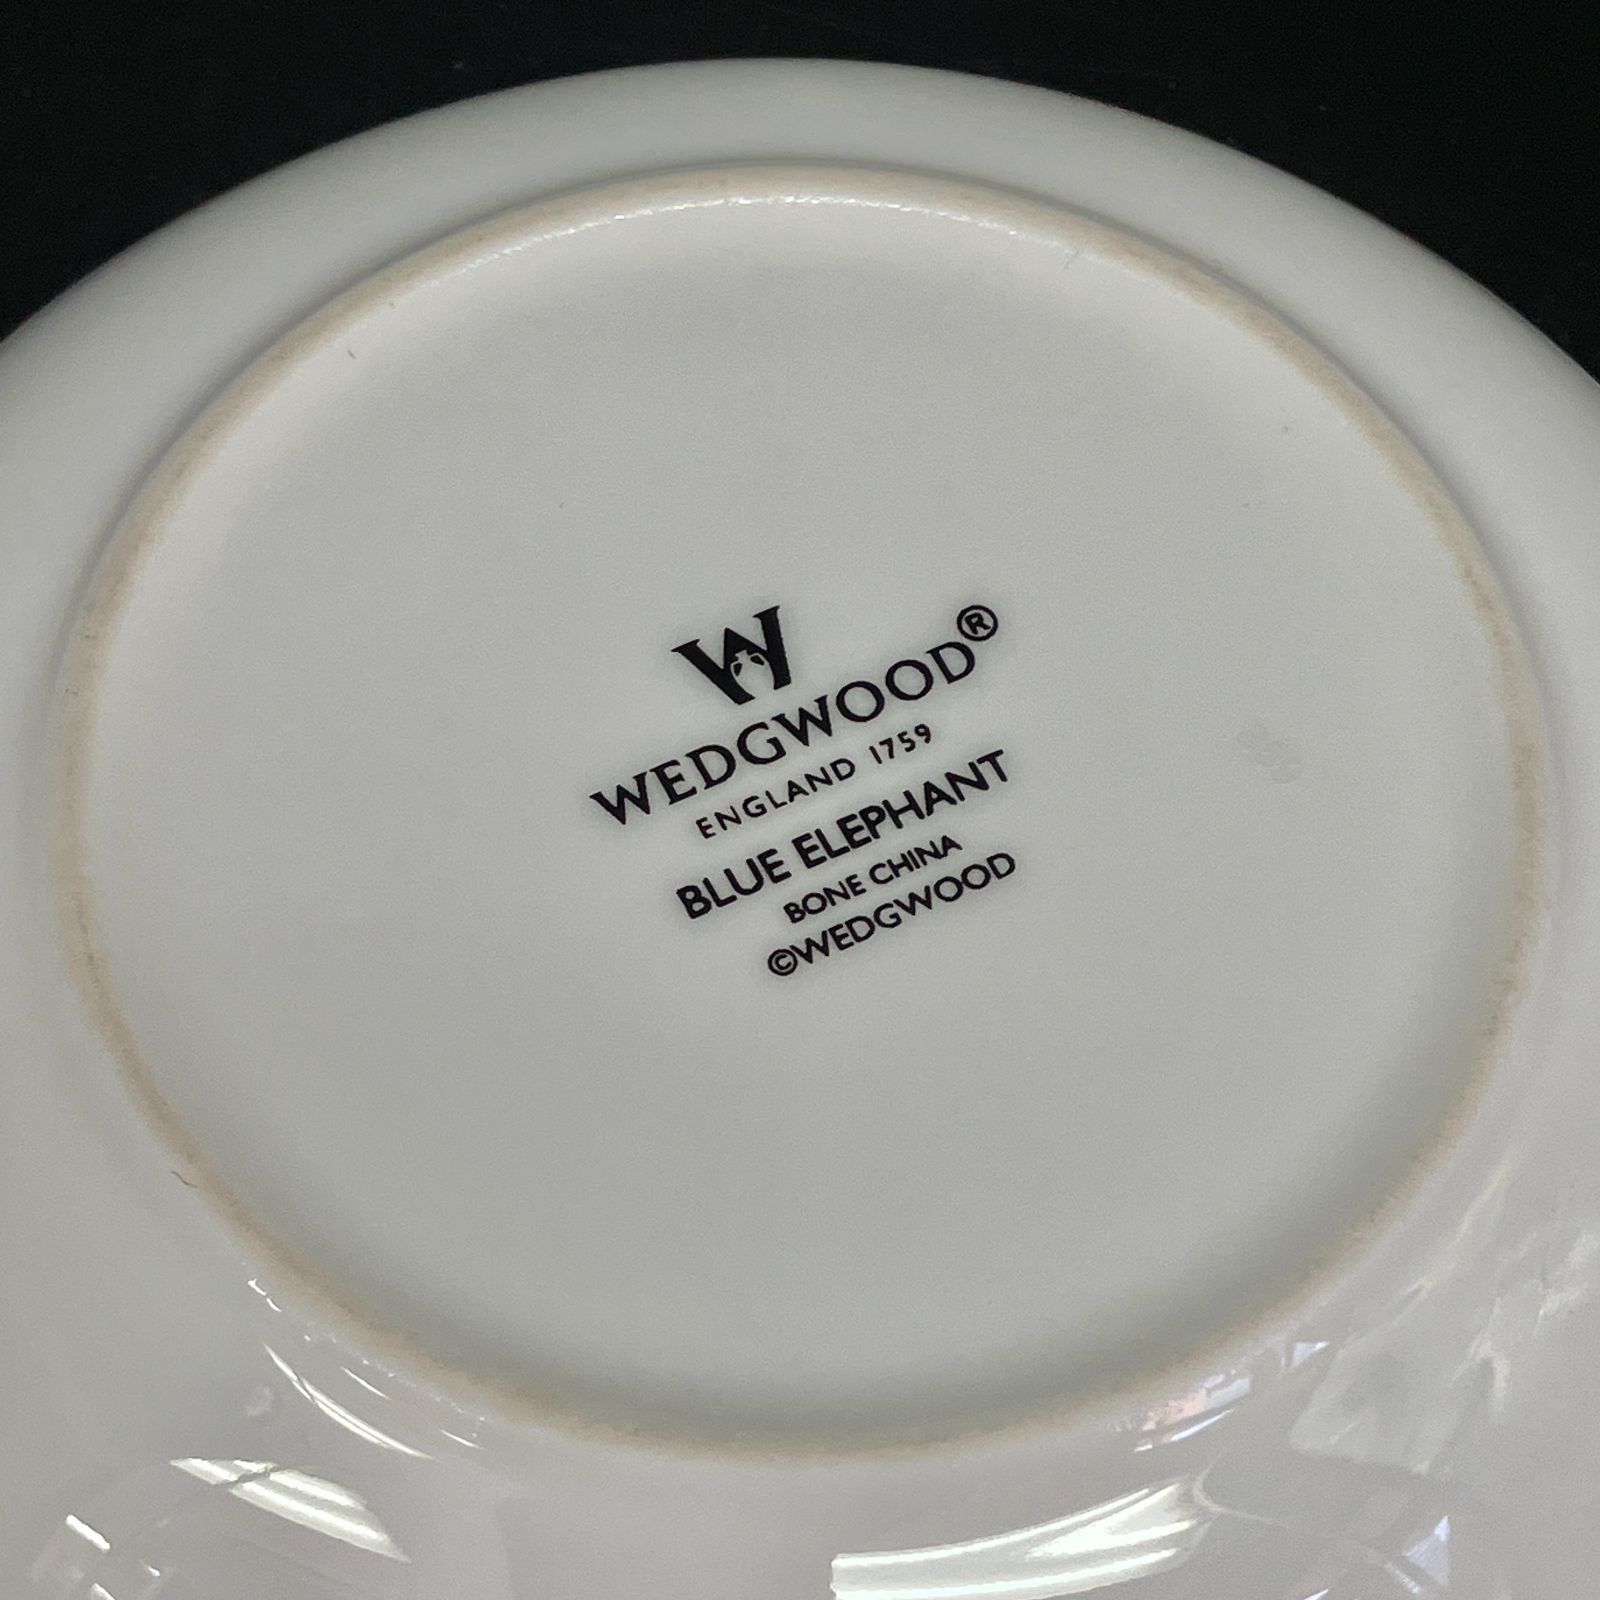 W
WEDGWOOD®
ENGLAND 1759
BLUE ELEPHANT
BONE CHINA
©WEDGWOOD